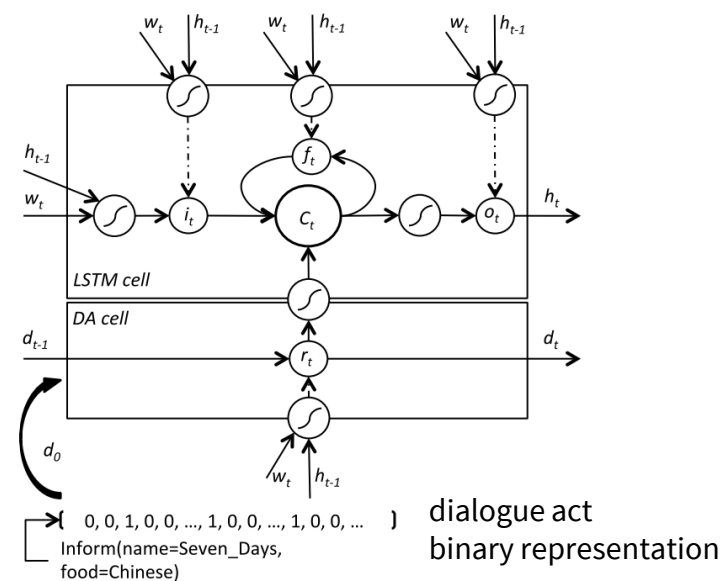 w_t h_t-1 w_t h_t-1 w_t h_t-1
h_t-1
f_t
w_t i_t C_t o_t h_t
LSTM cell
DA cell
d_t-1 r_t d_t
d_0
w_t h_t-1
( 0, 0, 1, 0, 0, …, 1, 0, 0, …, 1, 0, 0, … )
Inform(name=Seven_Days,
food=Chinese)
dialogue act
binary representation